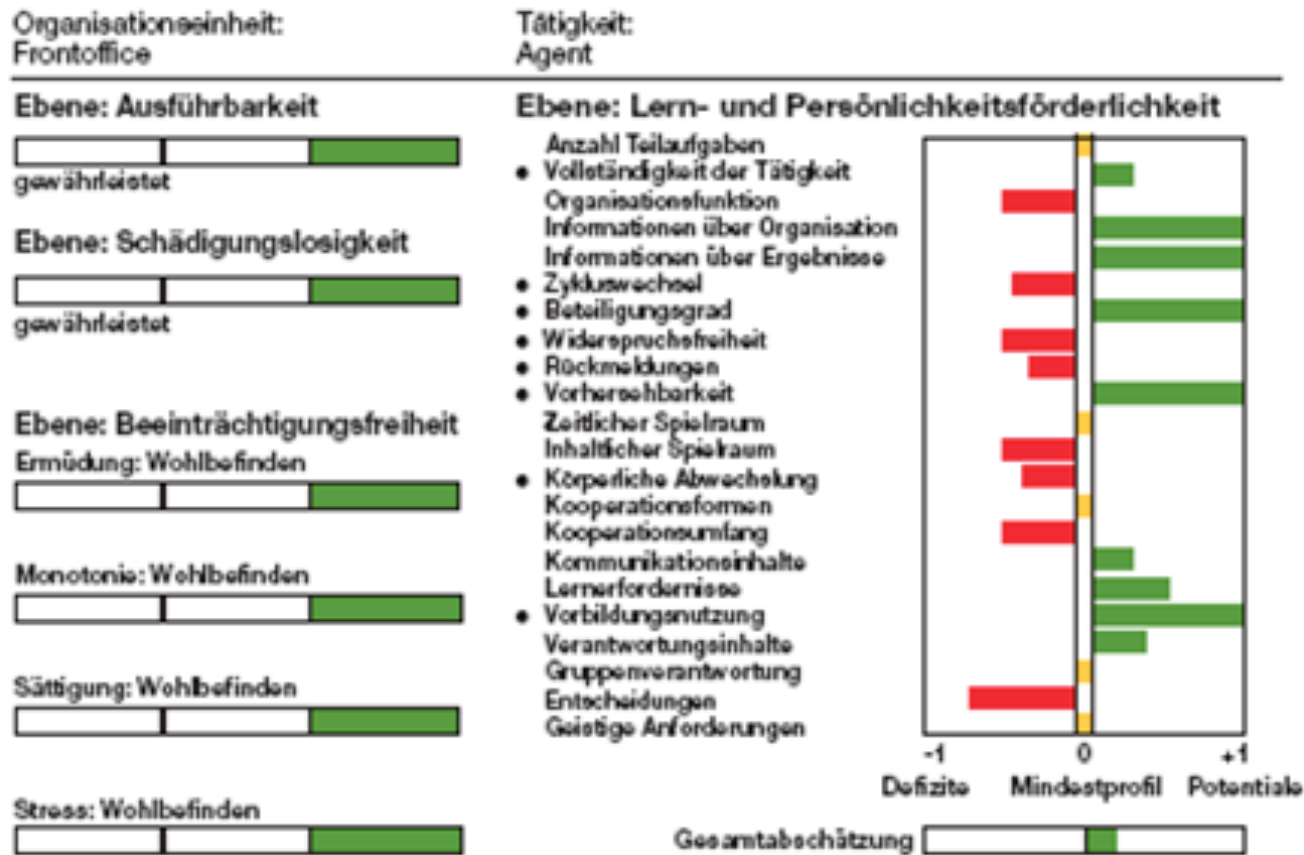 Organisationseinheit:
Frontoffice
Tätigkeit:
Agent
Ebene: Ausführbarkeit
gewährleistet
Ebene: Schädigungslosigkeit
gewährleistet
Ebene: Beeinträchtigungsfreiheit
Ermüdung: Wohlbefinden
Monotonie: Wohlbefinden
Sättigung: Wohlbefinden
Stress: Wohlbefinden
Ebene: Lern- und Persönlichkeitsförderlichkeit
Anzahl Teilaufgaben
• Vollständigkeit der Tätigkeit
Organisationsfunktion
Informationen über Organisation
Informationen über Ergebnisse
• Zykluswechsel
• Beteiligungsgrad
• Widerspruchsfreiheit
• Rückmeldungen
• Vorhersehbarkeit
Zeitlicher Spielraum
Inhaltlicher Spielraum
• Körperliche Abwechslung
Kooperationsformen
Kooperationsumfang
Kommunikationsinhalte
Lernerfordernisse
• Vorbildungsnutzung
Verantwortungsinhalte
Gruppenverantwortung
Entscheidungen
Geistige Anforderungen
-1 0 +1
Defizite Mindestprofil Potentiale
Gesamtabschätzung